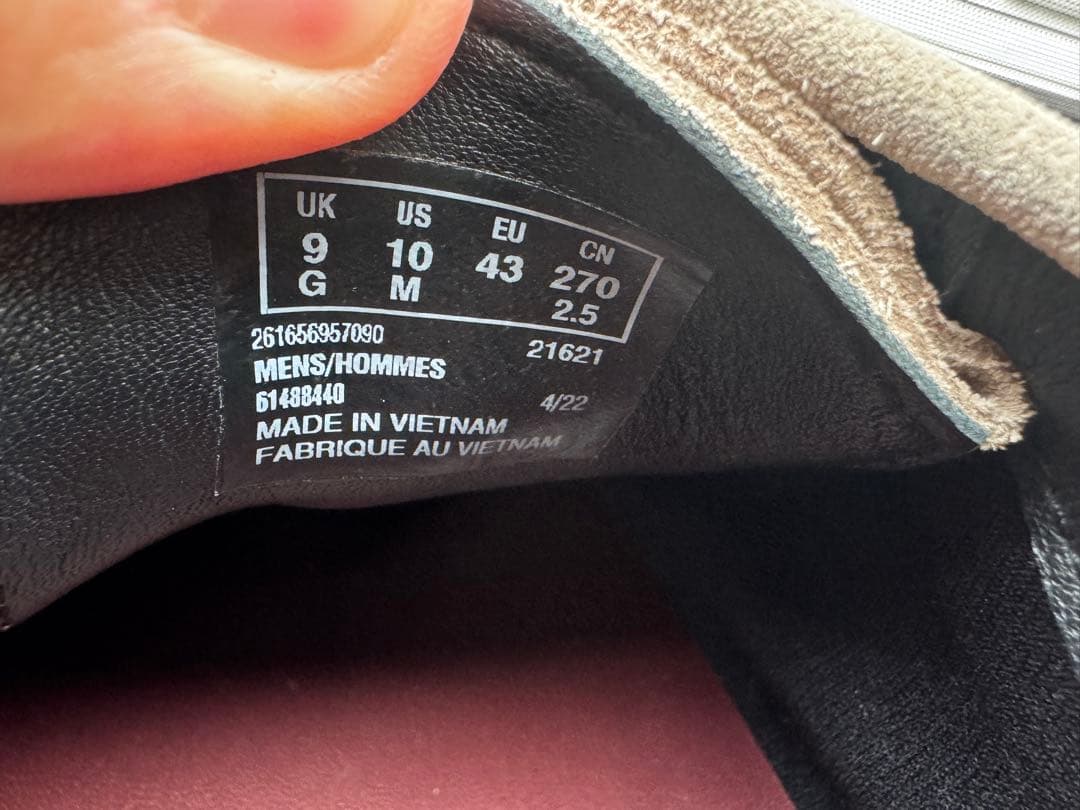 UK US EU CN
9 10 43 270
G M 2.5
261656957090 21621
MENS/HOMMES
61488440 4/22
MADE IN VIETNAM
FABRIQUE AU VIETNAM